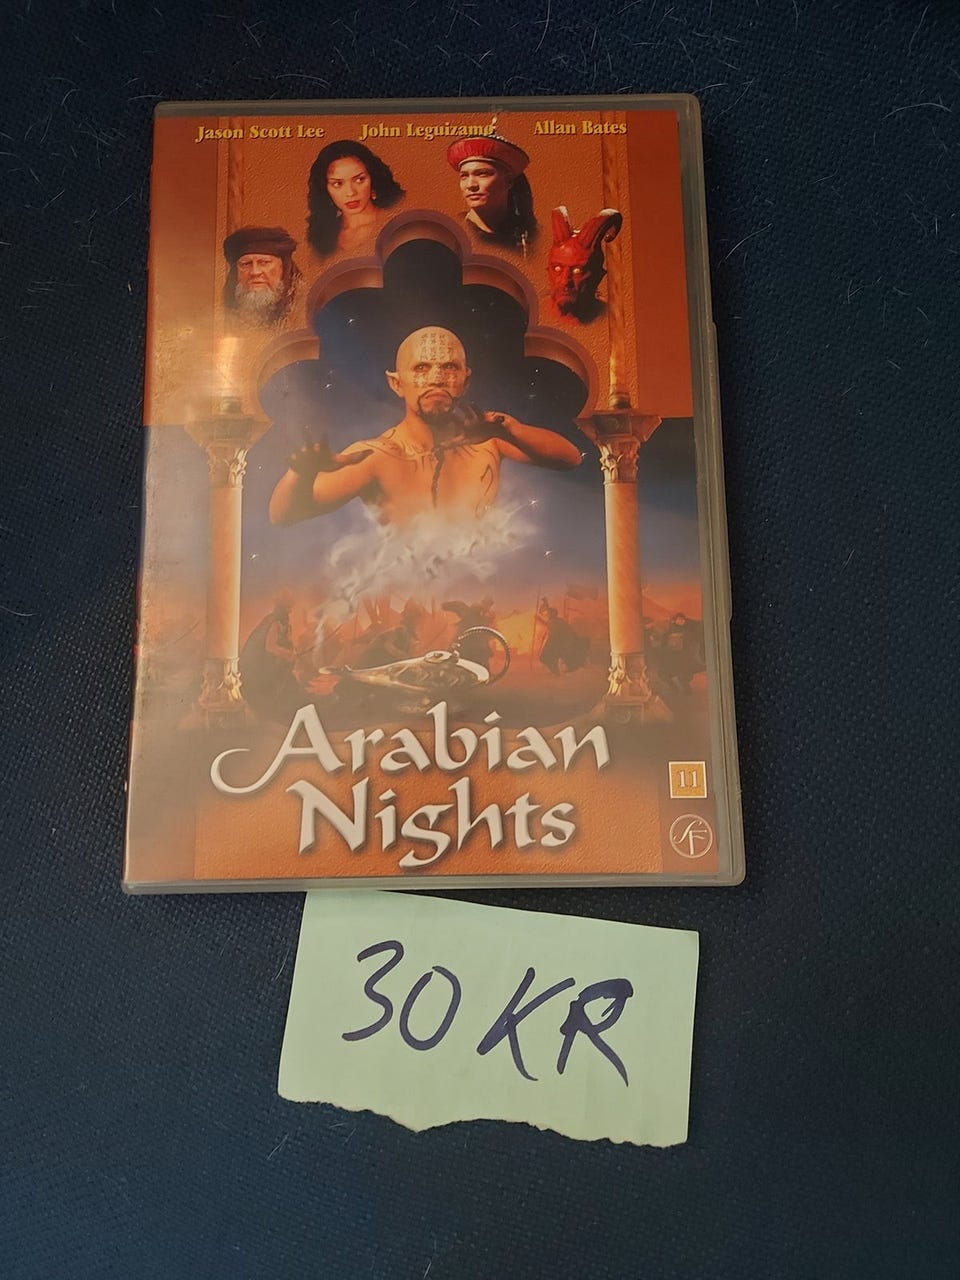 Jason Scott Lee John Leguizamo Allan Bates
Arabian
Nights
11
SF
30 KR